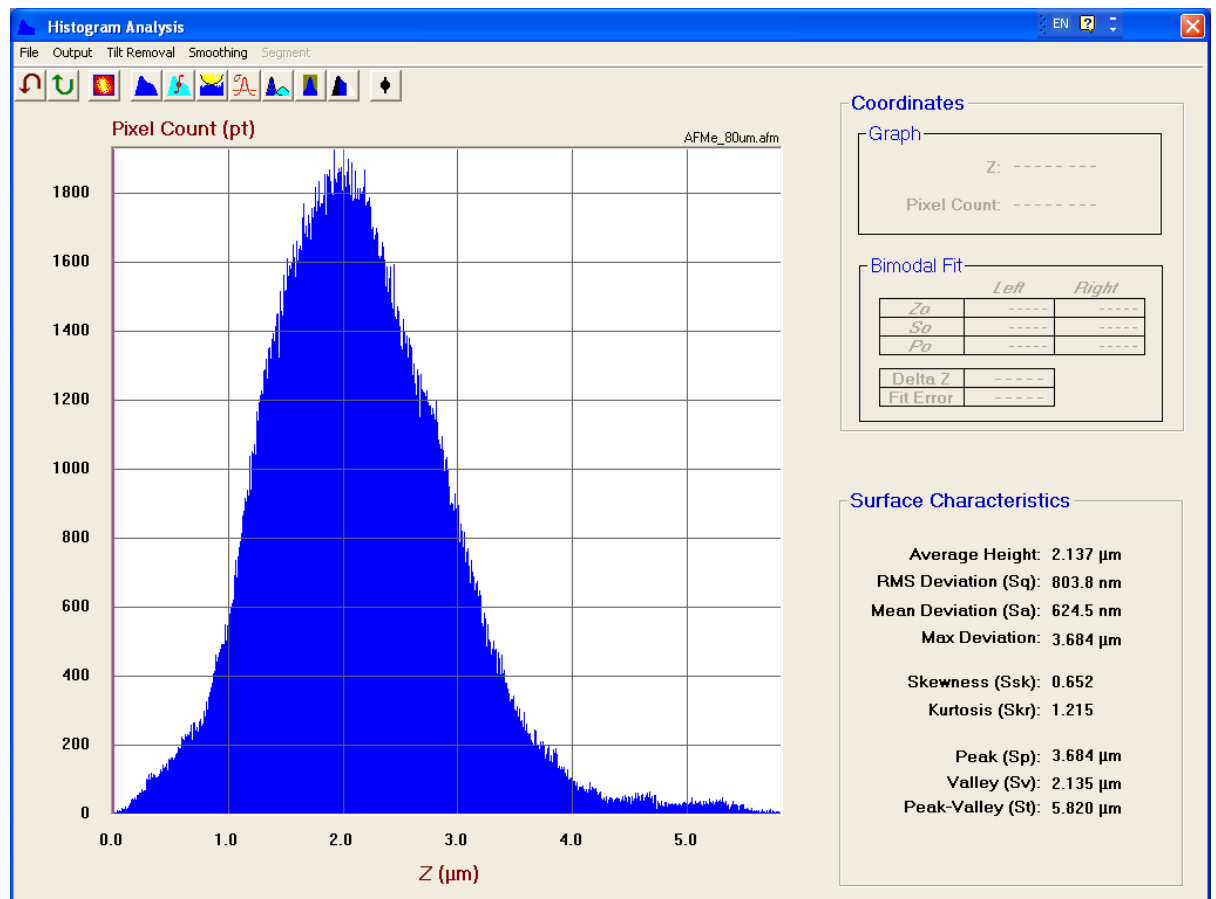 Histogram Analysis
EN
File Output Tilt Removal Smoothing Segment
Pixel Count (pt)
AFMe_80um.afm
1800
1600
1400
1200
1000
800
600
400
200
0
0.0 1.0 2.0 3.0 4.0 5.0
Z (µm)
Coordinates
Graph
Z: --------
Pixel Count: --------
Bimodal Fit
Left Right
Zo ----- -----
So ----- -----
Po ----- -----
Delta Z -----
Fit Error -----
Surface Characteristics
Average Height: 2.137 µm
RMS Deviation (Sq): 803.8 nm
Mean Deviation (Sa): 624.5 nm
Max Deviation: 3.684 µm
Skewness (Ssk): 0.652
Kurtosis (Skr): 1.215
Peak (Sp): 3.684 µm
Valley (Sv): 2.135 µm
Peak-Valley (St): 5.820 µm